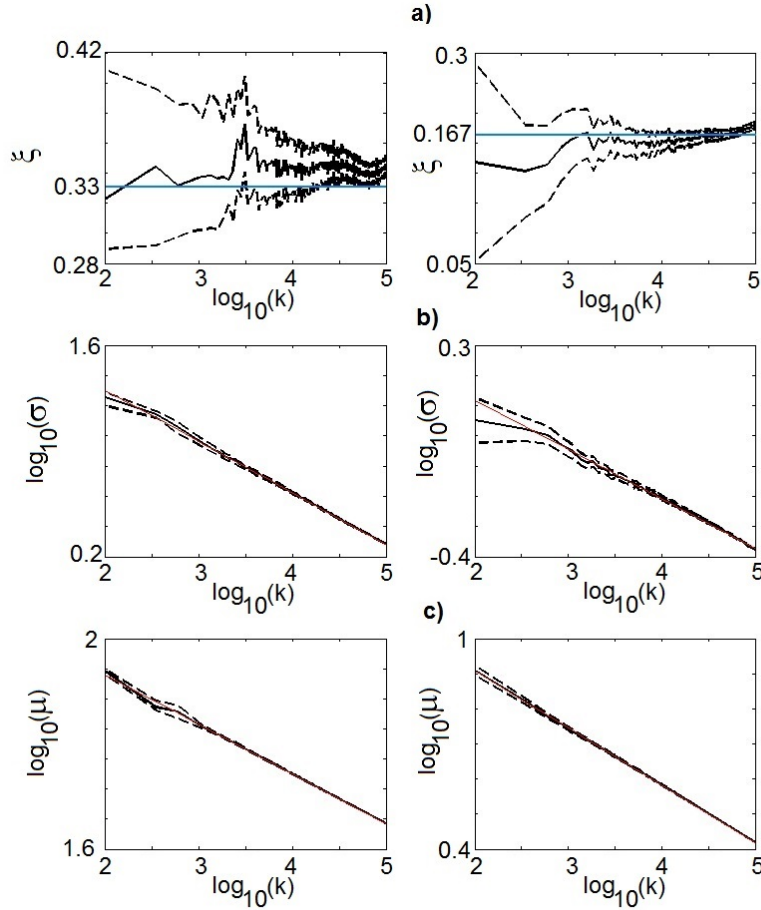 a)
0.42
ξ
0.33
0.28
2 3 4 5
log10(k)
0.3
ξ
0.167
0.05
2 3 4 5
log10(k)
b)
1.6
log10(σ)
0.2
2 3 4 5
log10(k)
0.3
log10(σ)
-0.4
2 3 4 5
log10(k)
c)
2
log10(μ)
1.6
2 3 4 5
log10(k)
1
log10(μ)
0.4
2 3 4 5
log10(k)